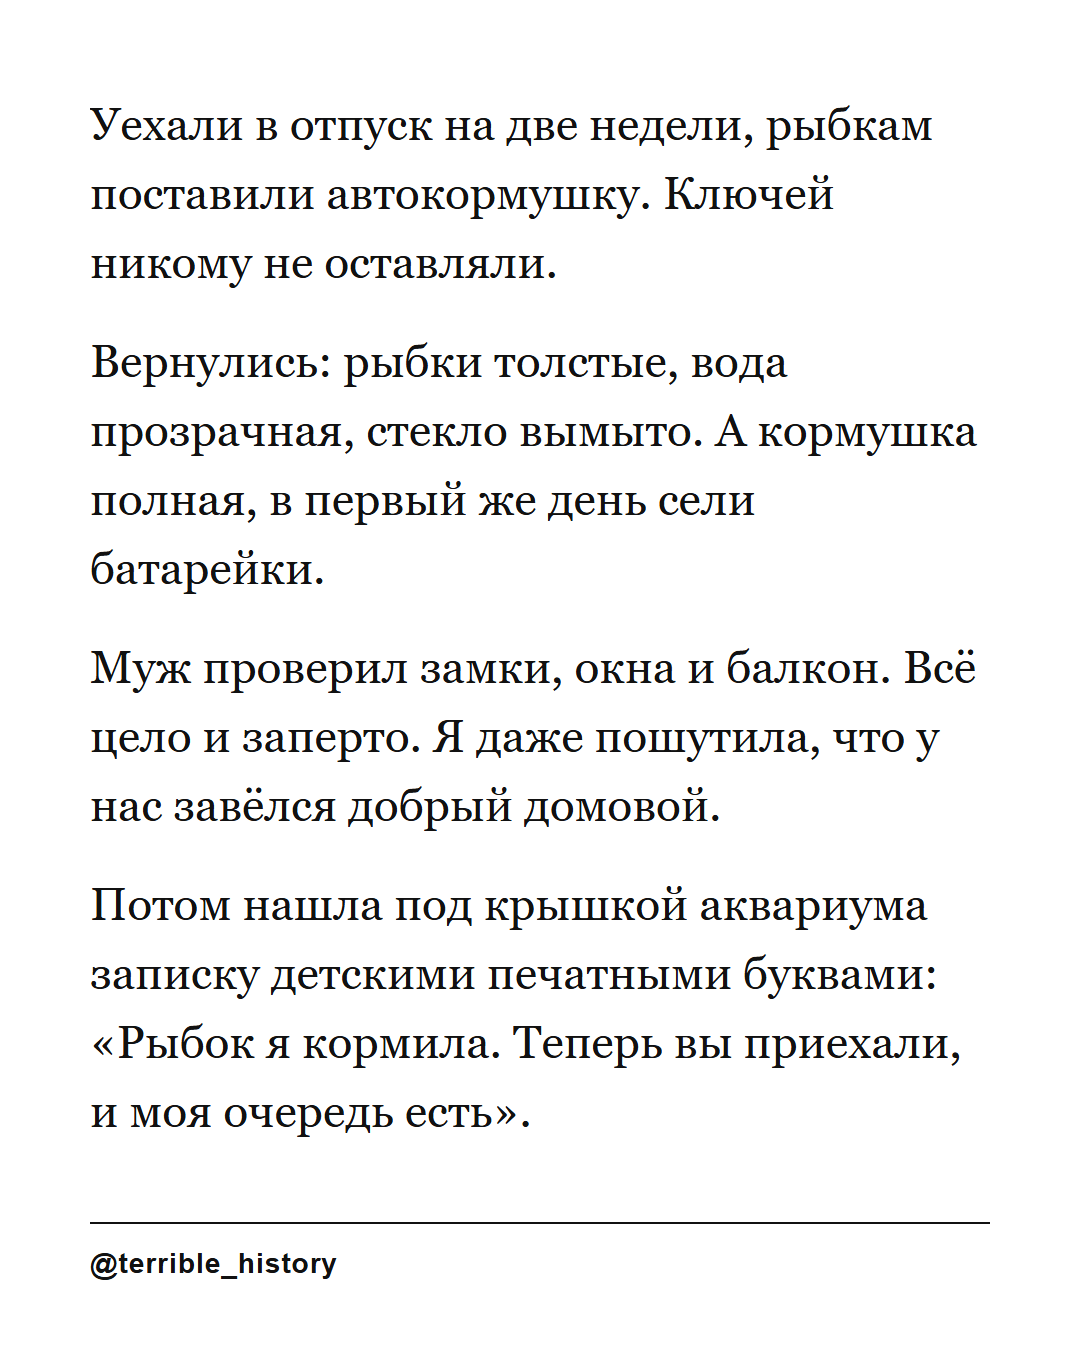 Уехали в отпуск на две недели, рыбкам
поставили автокормушку. Ключей
никому не оставляли.
Вернулись: рыбки толстые, вода
прозрачная, стекло вымыто. А кормушка
полная, в первый же день сели
батарейки.
Муж проверил замки, окна и балкон. Всё
цело и заперто. Я даже пошутила, что у
нас завёлся добрый домовой.
Потом нашла под крышкой аквариума
записку детскими печатными буквами:
«Рыбок я кормила. Теперь вы приехали,
и моя очередь есть».
@terrible_history